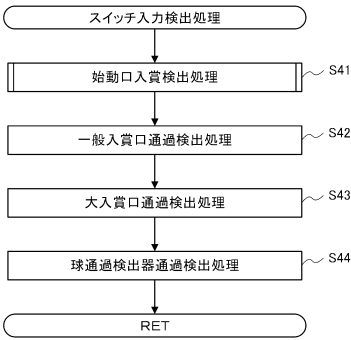 スイッチ入力検出処理
始動口入賞検出処理
S41
一般入賞口通過検出処理
S42
大入賞口通過検出処理
S43
球通過検出器通過検出処理
S44
RET